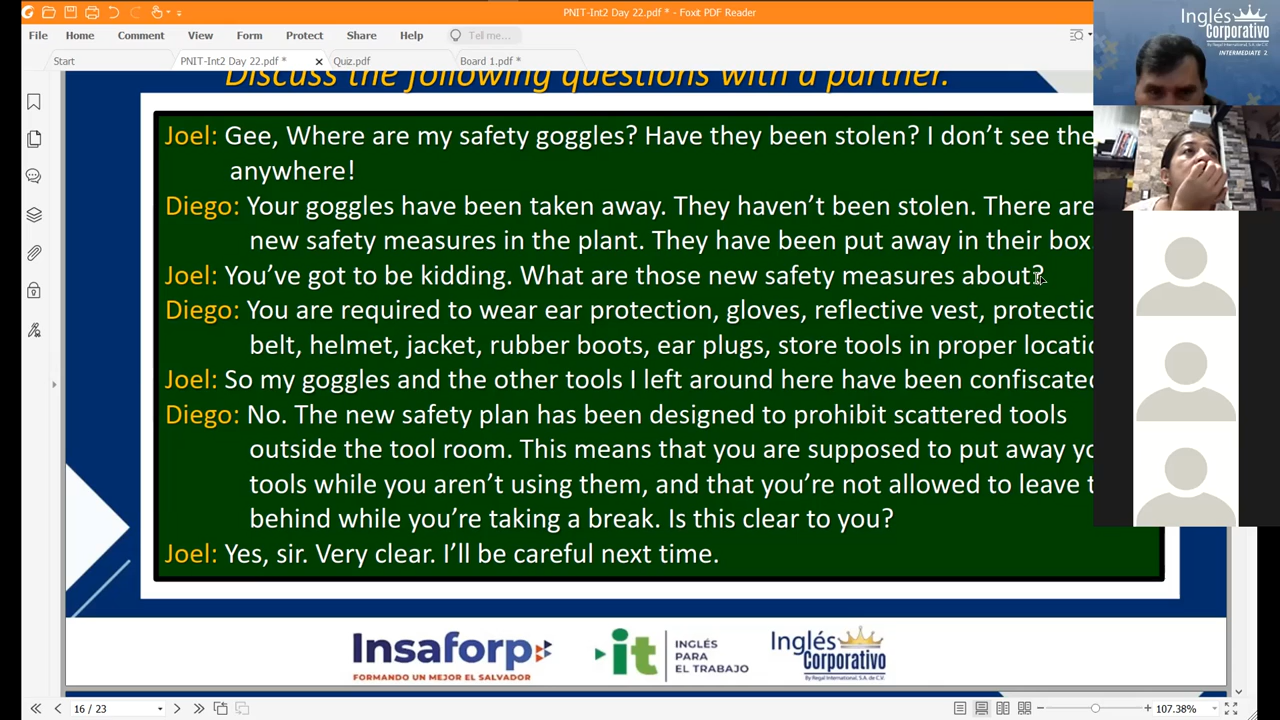 PNIT-Int2 Day 22.pdf * - Foxit PDF Reader
File Home Comment View Form Protect Share Help Tell me...
Start PNIT-Int2 Day 22.pdf * Quiz.pdf Board 1.pdf *
Inglés Corporativo
By Regal International, S.A. de C.V.
INTERMEDIATE 2
Discuss the following questions with a partner.
Joel: Gee, Where are my safety goggles? Have they been stolen? I don't see the
anywhere!
Diego: Your goggles have been taken away. They haven't been stolen. There are
new safety measures in the plant. They have been put away in their box
Joel: You've got to be kidding. What are those new safety measures about?
Diego: You are required to wear ear protection, gloves, reflective vest, protectio
belt, helmet, jacket, rubber boots, ear plugs, store tools in proper locatio
Joel: So my goggles and the other tools I left around here have been confiscated
Diego: No. The new safety plan has been designed to prohibit scattered tools
outside the tool room. This means that you are supposed to put away yo
tools while you aren't using them, and that you're not allowed to leave t
behind while you're taking a break. Is this clear to you?
Joel: Yes, sir. Very clear. I'll be careful next time.
Insaforp
FORMANDO UN MEJOR EL SALVADOR
it INGLÉS PARA EL TRABAJO
Inglés Corporativo
By Regal International, S.A. de C.V.
16 / 23
107.38%